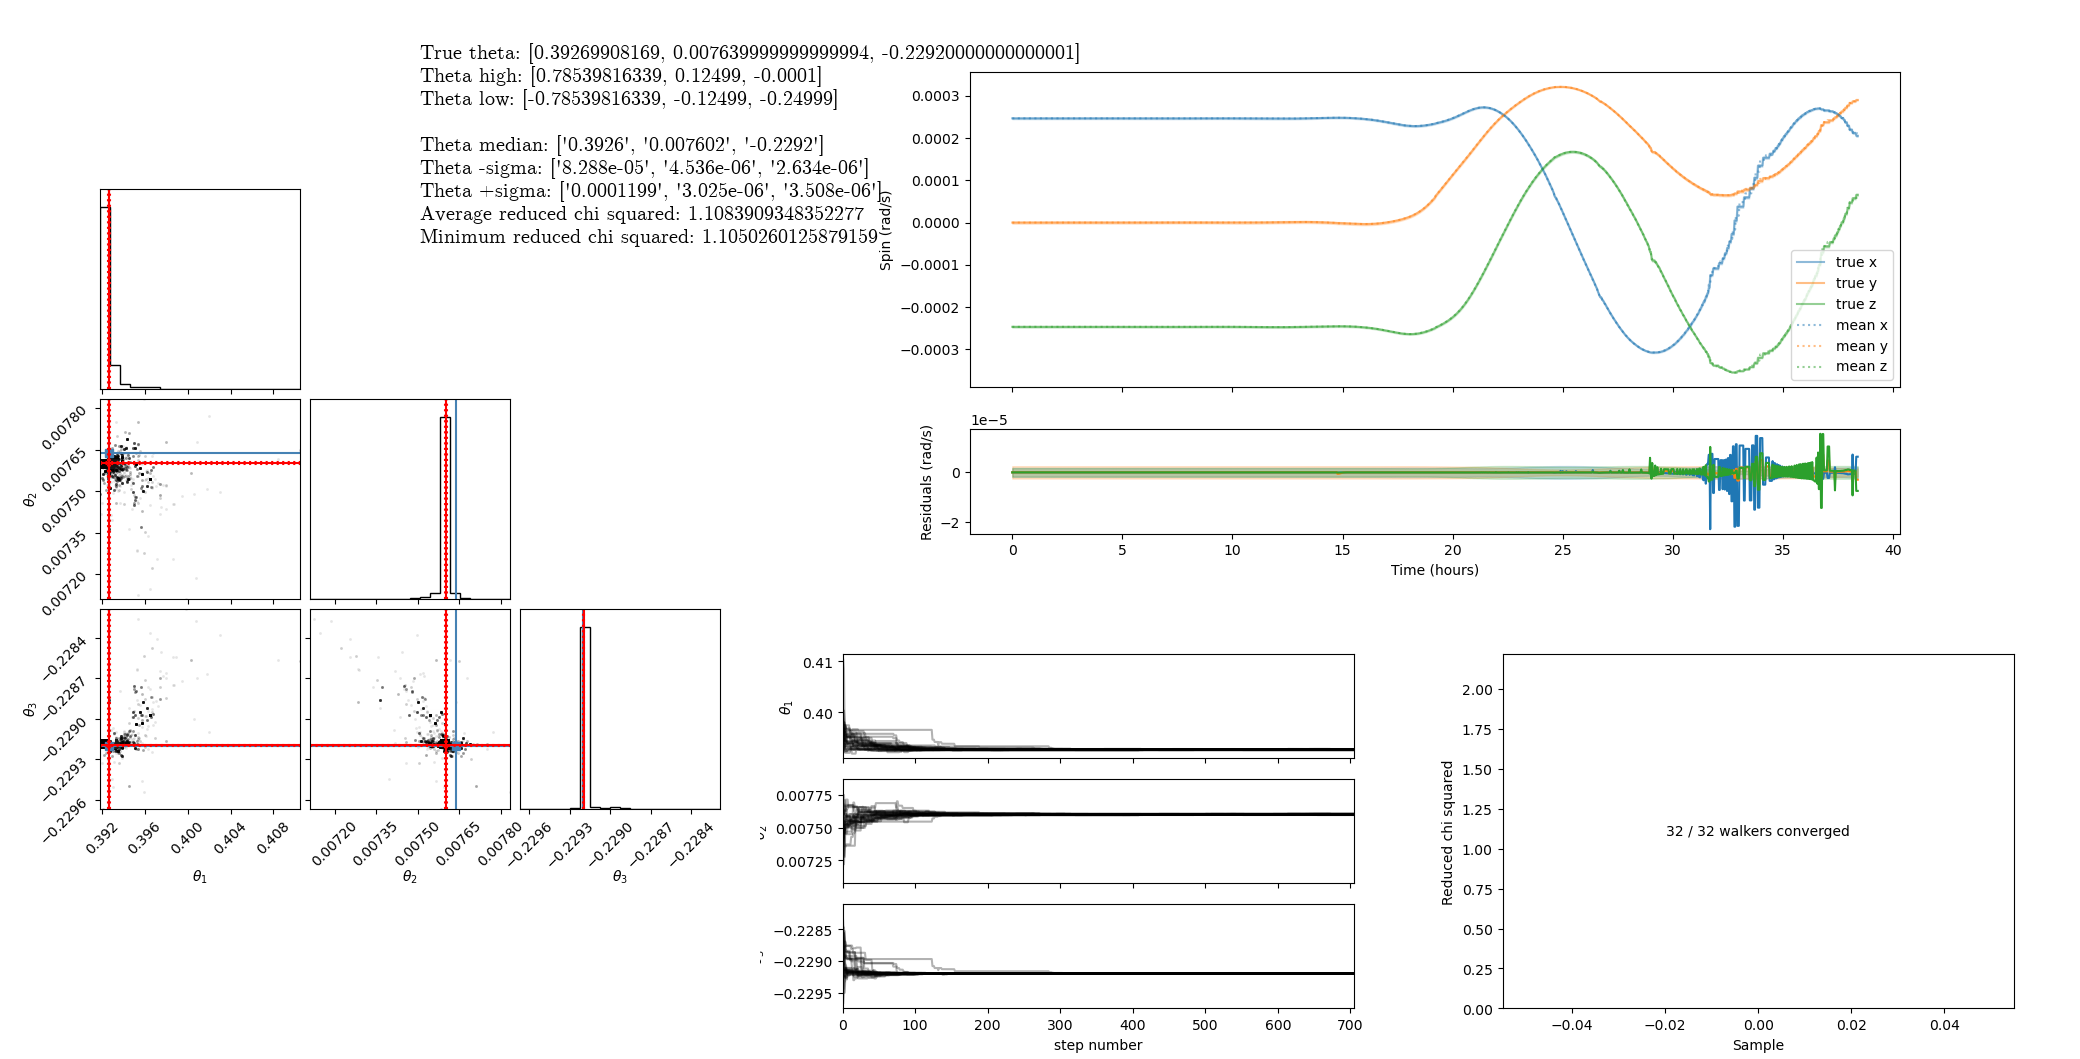 True theta: [0.39269908169, 0.007639999999999994, -0.22920000000000001]
Theta high: [0.78539816339, 0.12499, -0.0001]
Theta low: [-0.78539816339, -0.12499, -0.24999]
Theta median: ['0.3926', '0.007602', '-0.2292']
Theta -sigma: ['8.288e-05', '4.536e-06', '2.634e-06']
Theta +sigma: ['0.0001199', '3.025e-06', '3.508e-06']
Average reduced chi squared: 1.1083909348352277
Minimum reduced chi squared: 1.1050260125879159
0.0003
0.0002
0.0001
0.0000
−0.0001
−0.0002
−0.0003
Spin (rad/s)
true x
true y
true z
mean x
mean y
mean z
1e−5
0
−2
Residuals (rad/s)
0 5 10 15 20 25 30 35 40
Time (hours)
0.00780
0.00765
0.00750
0.00735
0.00720
θ2
−0.2284
−0.2287
−0.2290
−0.2293
−0.2296
θ3
0.392 0.396 0.400 0.404 0.408
θ1
0.00720 0.00735 0.00750 0.00765 0.00780
θ2
−0.2296 −0.2293 −0.2290 −0.2287 −0.2284
θ3
0.41
0.40
θ1
0.00775
0.00750
0.00725
−0.2285
−0.2290
−0.2295
0 100 200 300 400 500 600 700
step number
2.00
1.75
1.50
1.25
1.00
0.75
0.50
0.25
0.00
Reduced chi squared
32 / 32 walkers converged
−0.04 −0.02 0.00 0.02 0.04
Sample